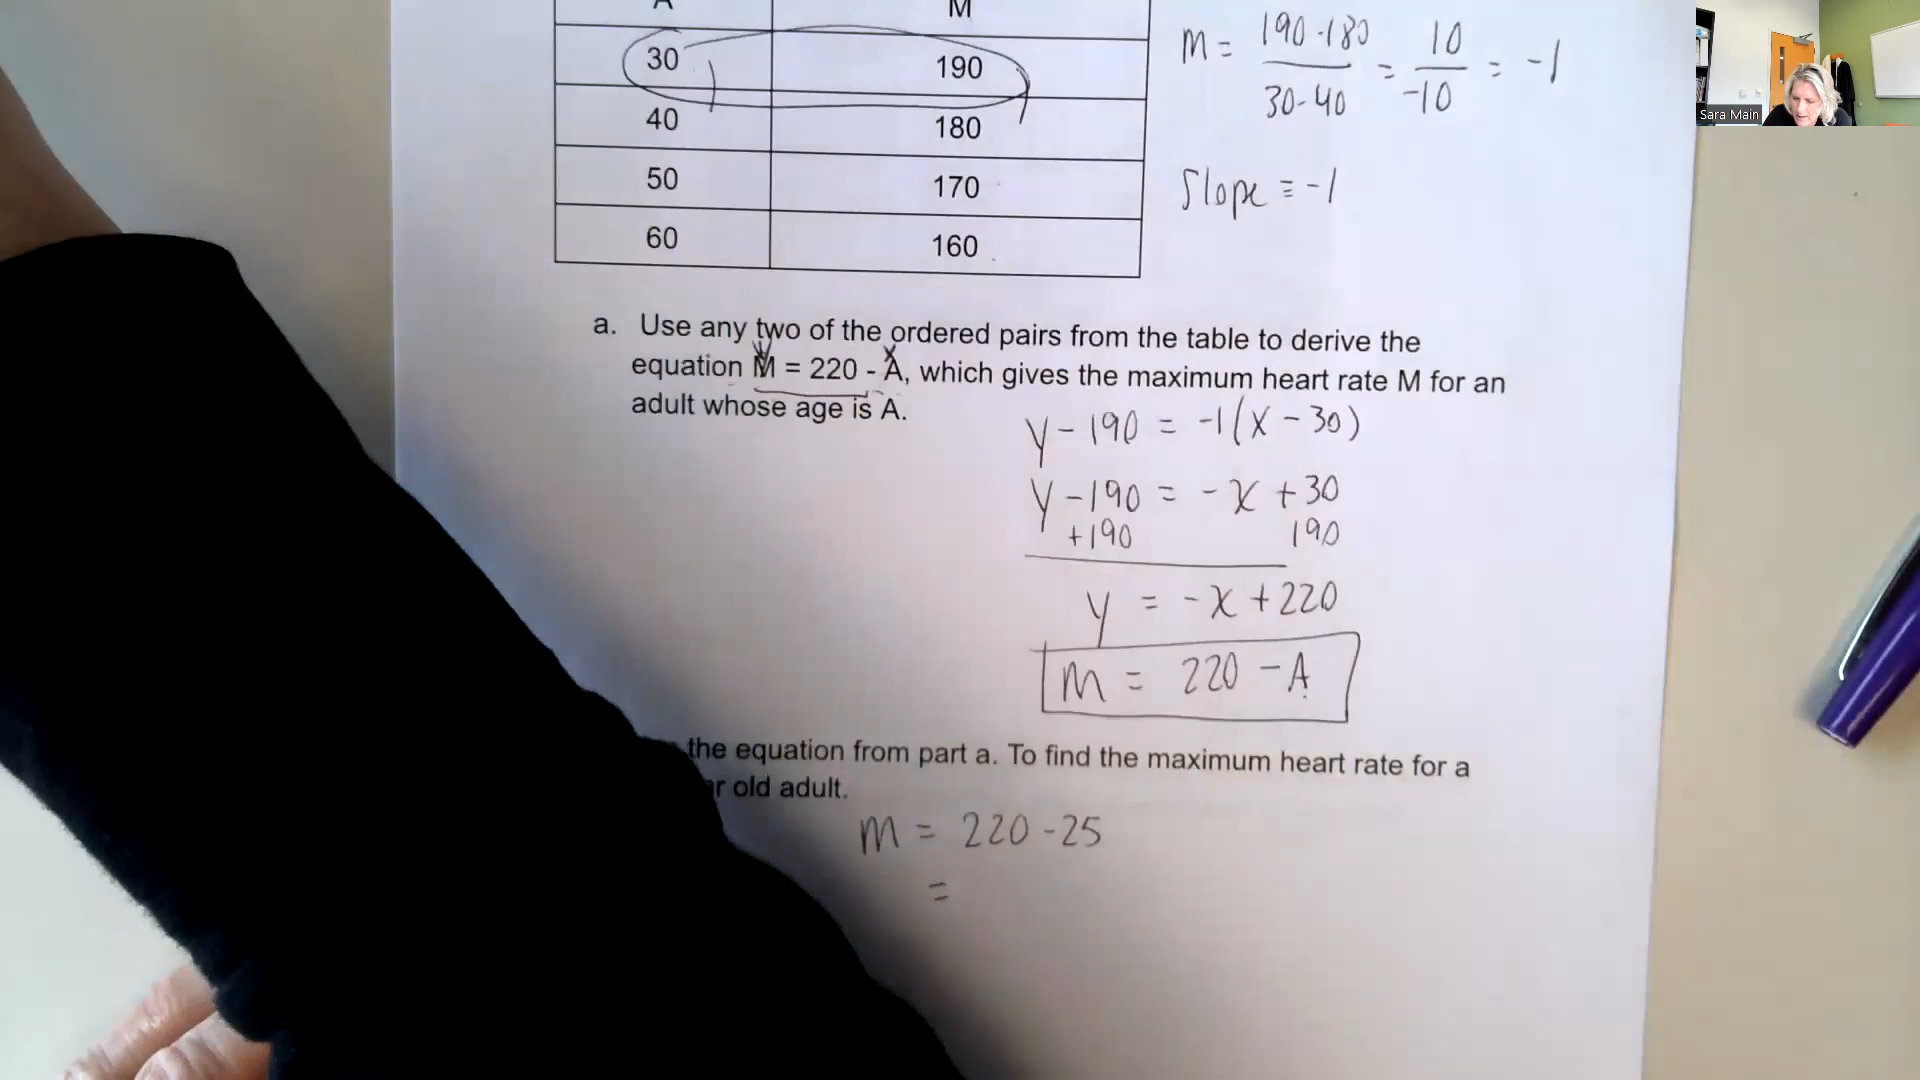 A M
30 190
40 180
50 170
60 160
m = 190-180 / 30-40 = 10 / -10 = -1
Slope = -1
Sara Main
a. Use any two of the ordered pairs from the table to derive the
y x
equation M = 220 - A, which gives the maximum heart rate M for an
adult whose age is A.
y - 190 = -1(x - 30)
y - 190 = - x + 30
+190 190
y = - x + 220
m = 220 - A
the equation from part a. To find the maximum heart rate for a
r old adult.
m = 220 - 25
=